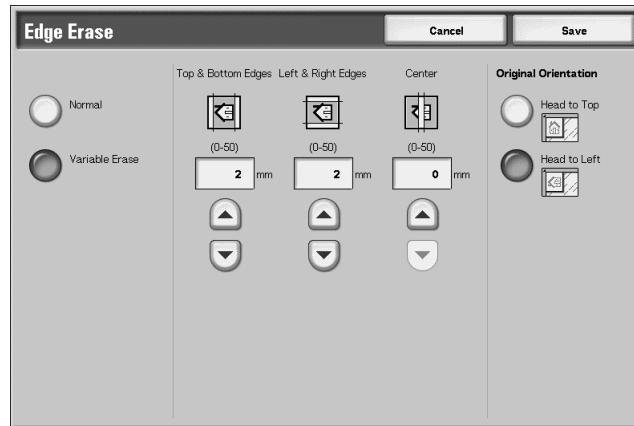 Edge Erase
Cancel
Save
Normal
Variable Erase
Top & Bottom Edges
(0-50)
2 mm
Left & Right Edges
(0-50)
2 mm
Center
(0-50)
0 mm
Original Orientation
Head to Top
Head to Left